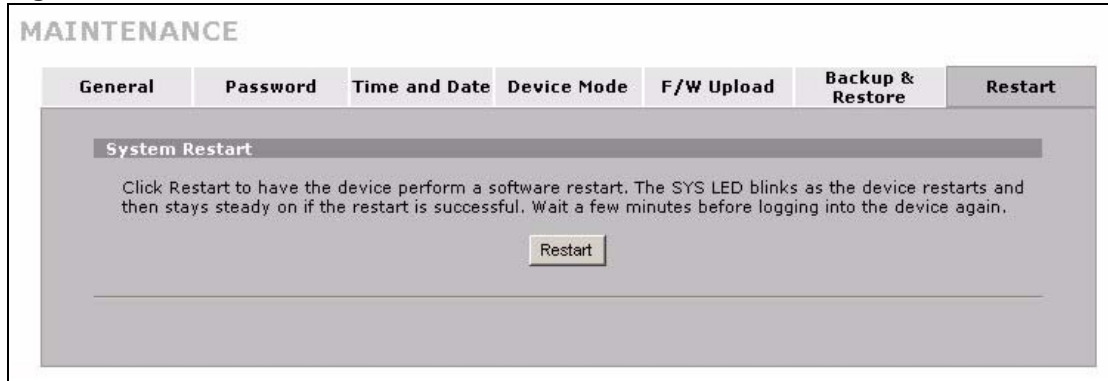 MAINTENANCE
General Password Time and Date Device Mode F/W Upload Backup & Restore Restart
System Restart
Click Restart to have the device perform a software restart. The SYS LED blinks as the device restarts and
then stays steady on if the restart is successful. Wait a few minutes before logging into the device again.
Restart